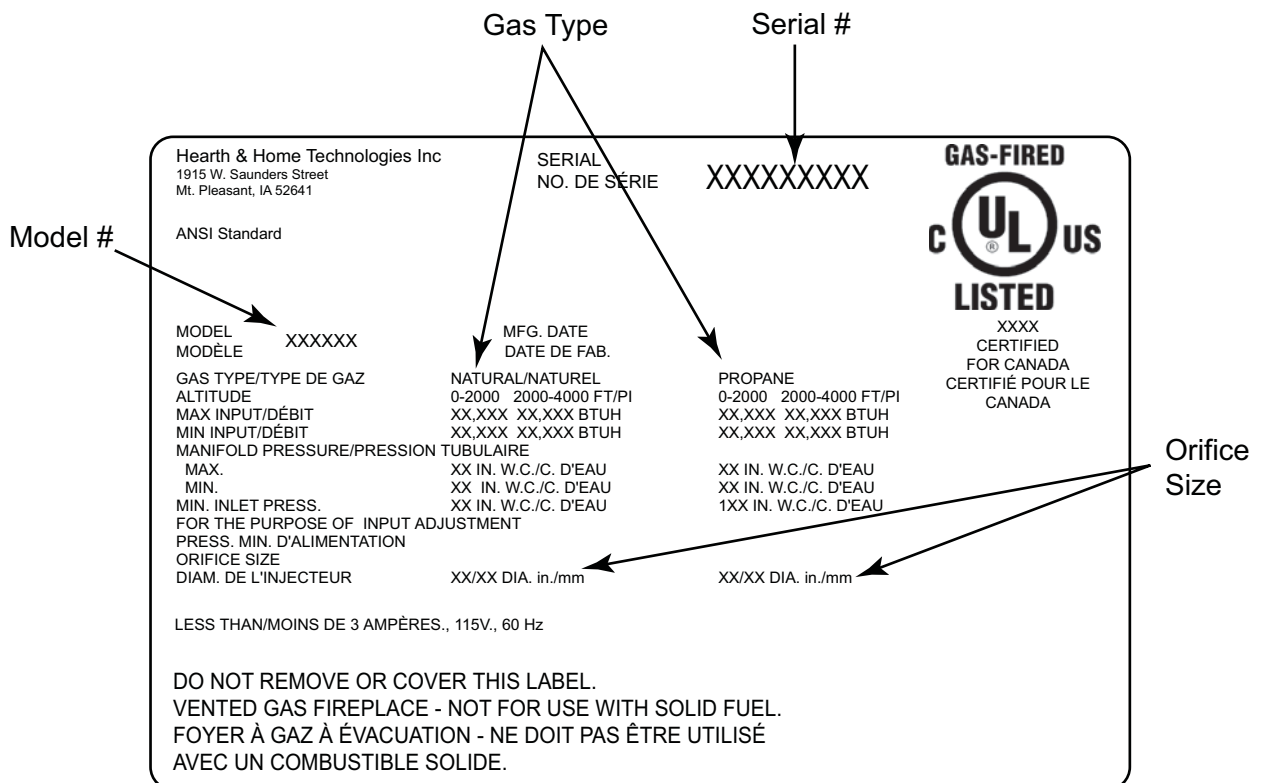 Gas Type
Serial #
Hearth & Home Technologies Inc
1915 W. Saunders Street
Mt. Pleasant, IA 52641
SERIAL
NO. DE SÉRIE
XXXXXXXXX
GAS-FIRED
C UL US
®
LISTED
XXXX
CERTIFIED
FOR CANADA
CERTIFIÉ POUR LE
CANADA
ANSI Standard
Model #
MODEL
MODÈLE
XXXXXX
MFG. DATE
DATE DE FAB.
GAS TYPE/TYPE DE GAZ NATURAL/NATUREL PROPANE
ALTITUDE 0-2000 2000-4000 FT/PI 0-2000 2000-4000 FT/PI
MAX INPUT/DÉBIT XX,XXX XX,XXX BTUH XX,XXX XX,XXX BTUH
MIN INPUT/DÉBIT XX,XXX XX,XXX BTUH XX,XXX XX,XXX BTUH
MANIFOLD PRESSURE/PRESSION TUBULAIRE
MAX. XX IN. W.C./C. D'EAU XX IN. W.C./C. D'EAU
MIN. XX IN. W.C./C. D'EAU XX IN. W.C./C. D'EAU
MIN. INLET PRESS. XX IN. W.C./C. D'EAU 1XX IN. W.C./C. D'EAU
FOR THE PURPOSE OF INPUT ADJUSTMENT
PRESS. MIN. D'ALIMENTATION
ORIFICE SIZE
DIAM. DE L'INJECTEUR XX/XX DIA. in./mm XX/XX DIA. in./mm
Orifice
Size
LESS THAN/MOINS DE 3 AMPÈRES., 115V., 60 Hz
DO NOT REMOVE OR COVER THIS LABEL.
VENTED GAS FIREPLACE - NOT FOR USE WITH SOLID FUEL.
FOYER À GAZ À ÉVACUATION - NE DOIT PAS ÊTRE UTILISÉ
AVEC UN COMBUSTIBLE SOLIDE.